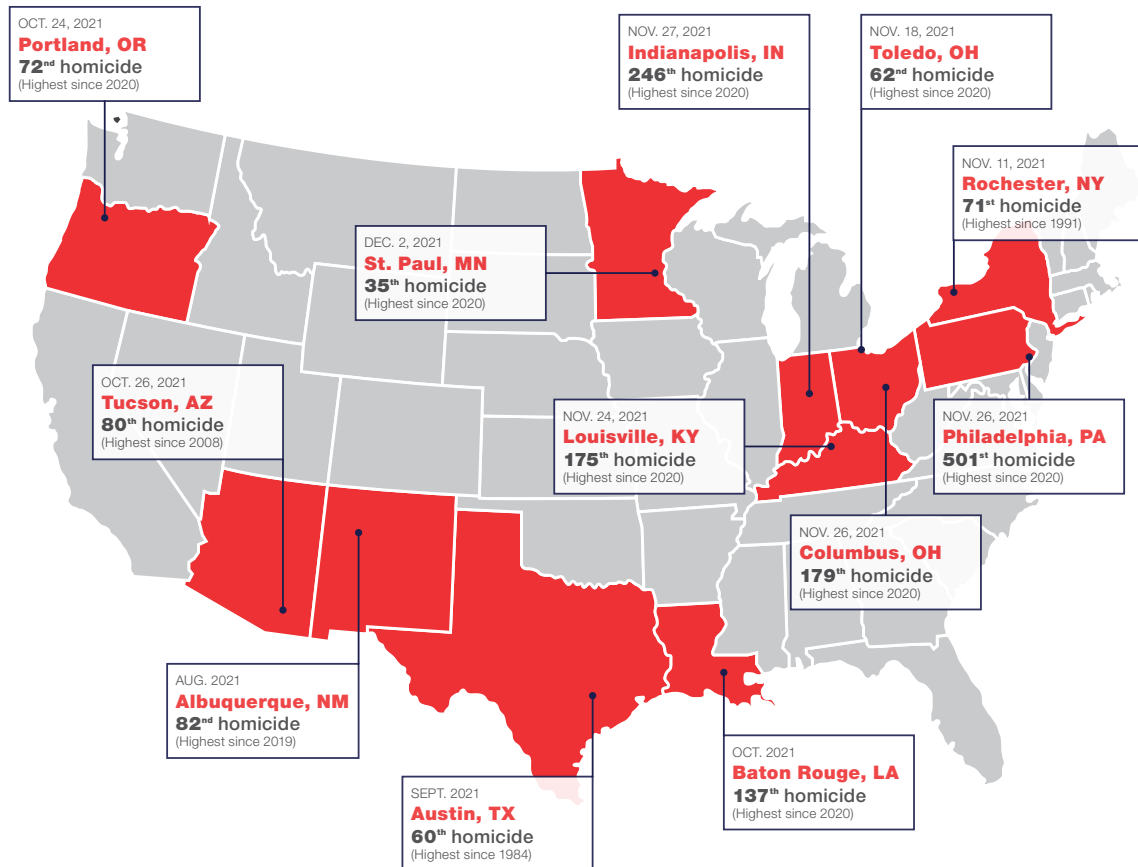 OCT. 24, 2021
Portland, OR
72nd homicide
(Highest since 2020)
NOV. 27, 2021
Indianapolis, IN
246th homicide
(Highest since 2020)
NOV. 18, 2021
Toledo, OH
62nd homicide
(Highest since 2020)
NOV. 11, 2021
Rochester, NY
71st homicide
(Highest since 1991)
DEC. 2, 2021
St. Paul, MN
35th homicide
(Highest since 2020)
OCT. 26, 2021
Tucson, AZ
80th homicide
(Highest since 2008)
NOV. 24, 2021
Louisville, KY
175th homicide
(Highest since 2020)
NOV. 26, 2021
Philadelphia, PA
501st homicide
(Highest since 2020)
NOV. 26, 2021
Columbus, OH
179th homicide
(Highest since 2020)
AUG. 2021
Albuquerque, NM
82nd homicide
(Highest since 2019)
OCT. 2021
Baton Rouge, LA
137th homicide
(Highest since 2020)
SEPT. 2021
Austin, TX
60th homicide
(Highest since 1984)